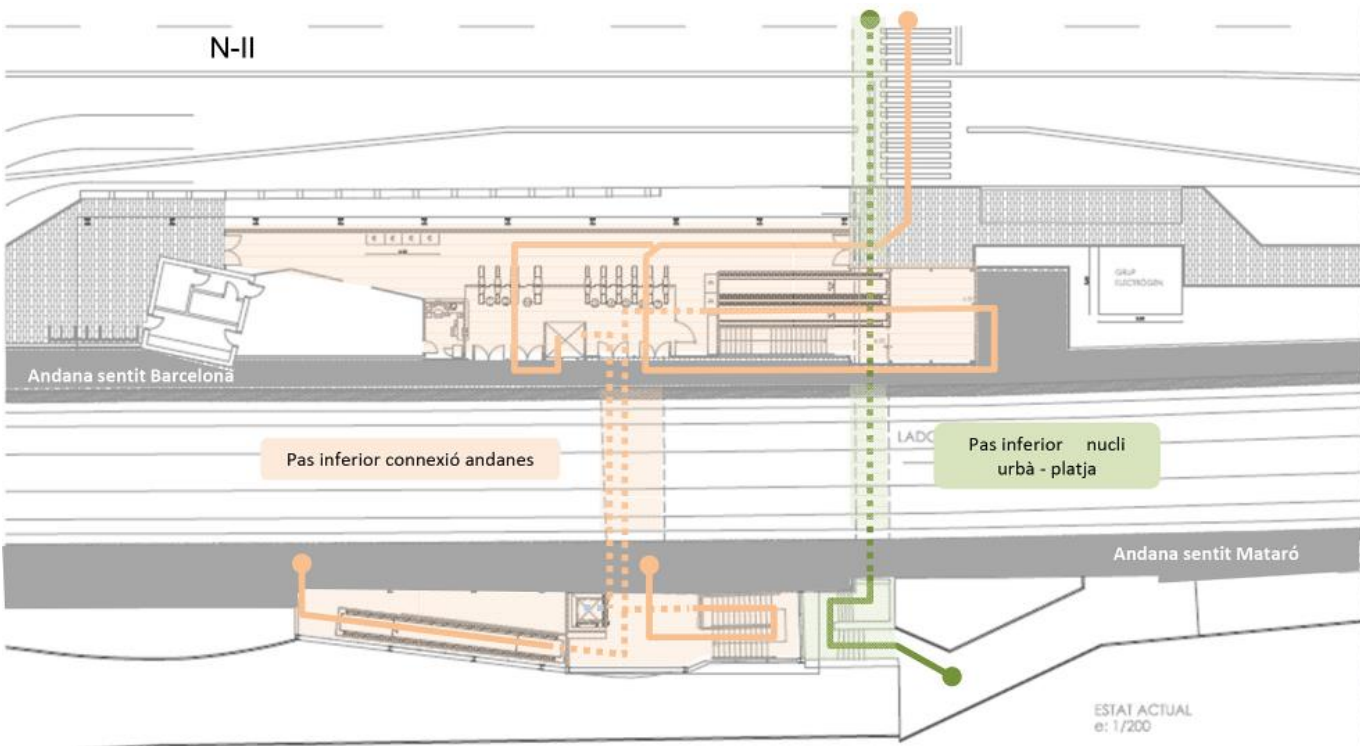 N-II
GRUP
ELECTRÒGEN
Andana sentit Barcelona
LADO
Pas inferior connexió andanes
Pas inferior nucli
urbà - platja
Andana sentit Mataró
ESTAT ACTUAL
e: 1/200